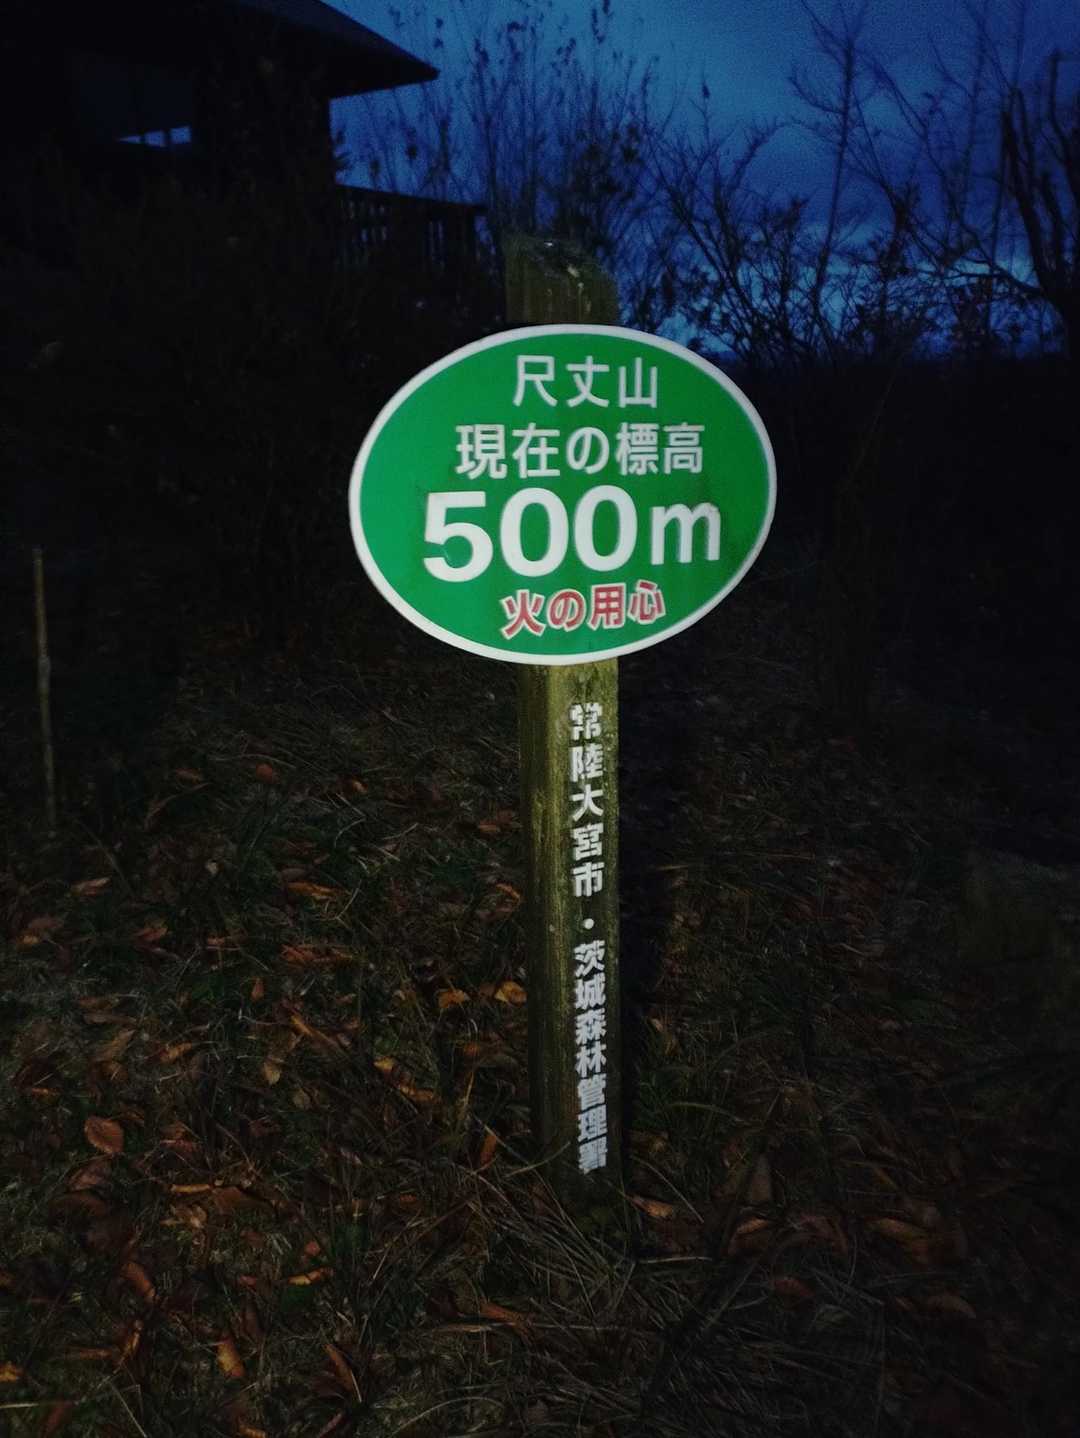 尺丈山
現在の標高
500m
火の用心
常陸大宮市・茨城森林管理署